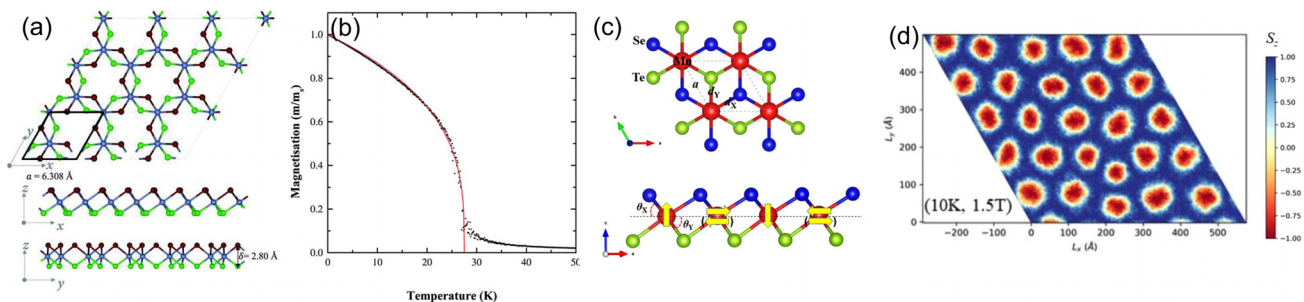 (a)
y
x
α = 6.308 Å
z
x
z
δ= 2.80 Å
y
(b)
1.0
0.8
0.6
0.4
0.2
0.0
Magnetisation (m/mₛ)
0 10 20 30 40 50
Temperature (K)
(c)
Se
Mn
Te
a
d_Y
d_X
b
a
θ_X
θ_Y
c
a
(d)
400
300
200
100
0
L_y (Å)
(10K, 1.5T)
−200 −100 0 100 200 300 400 500
L_x (Å)
S_z
1.00
0.75
0.50
0.25
0.00
−0.25
−0.50
−0.75
−1.00